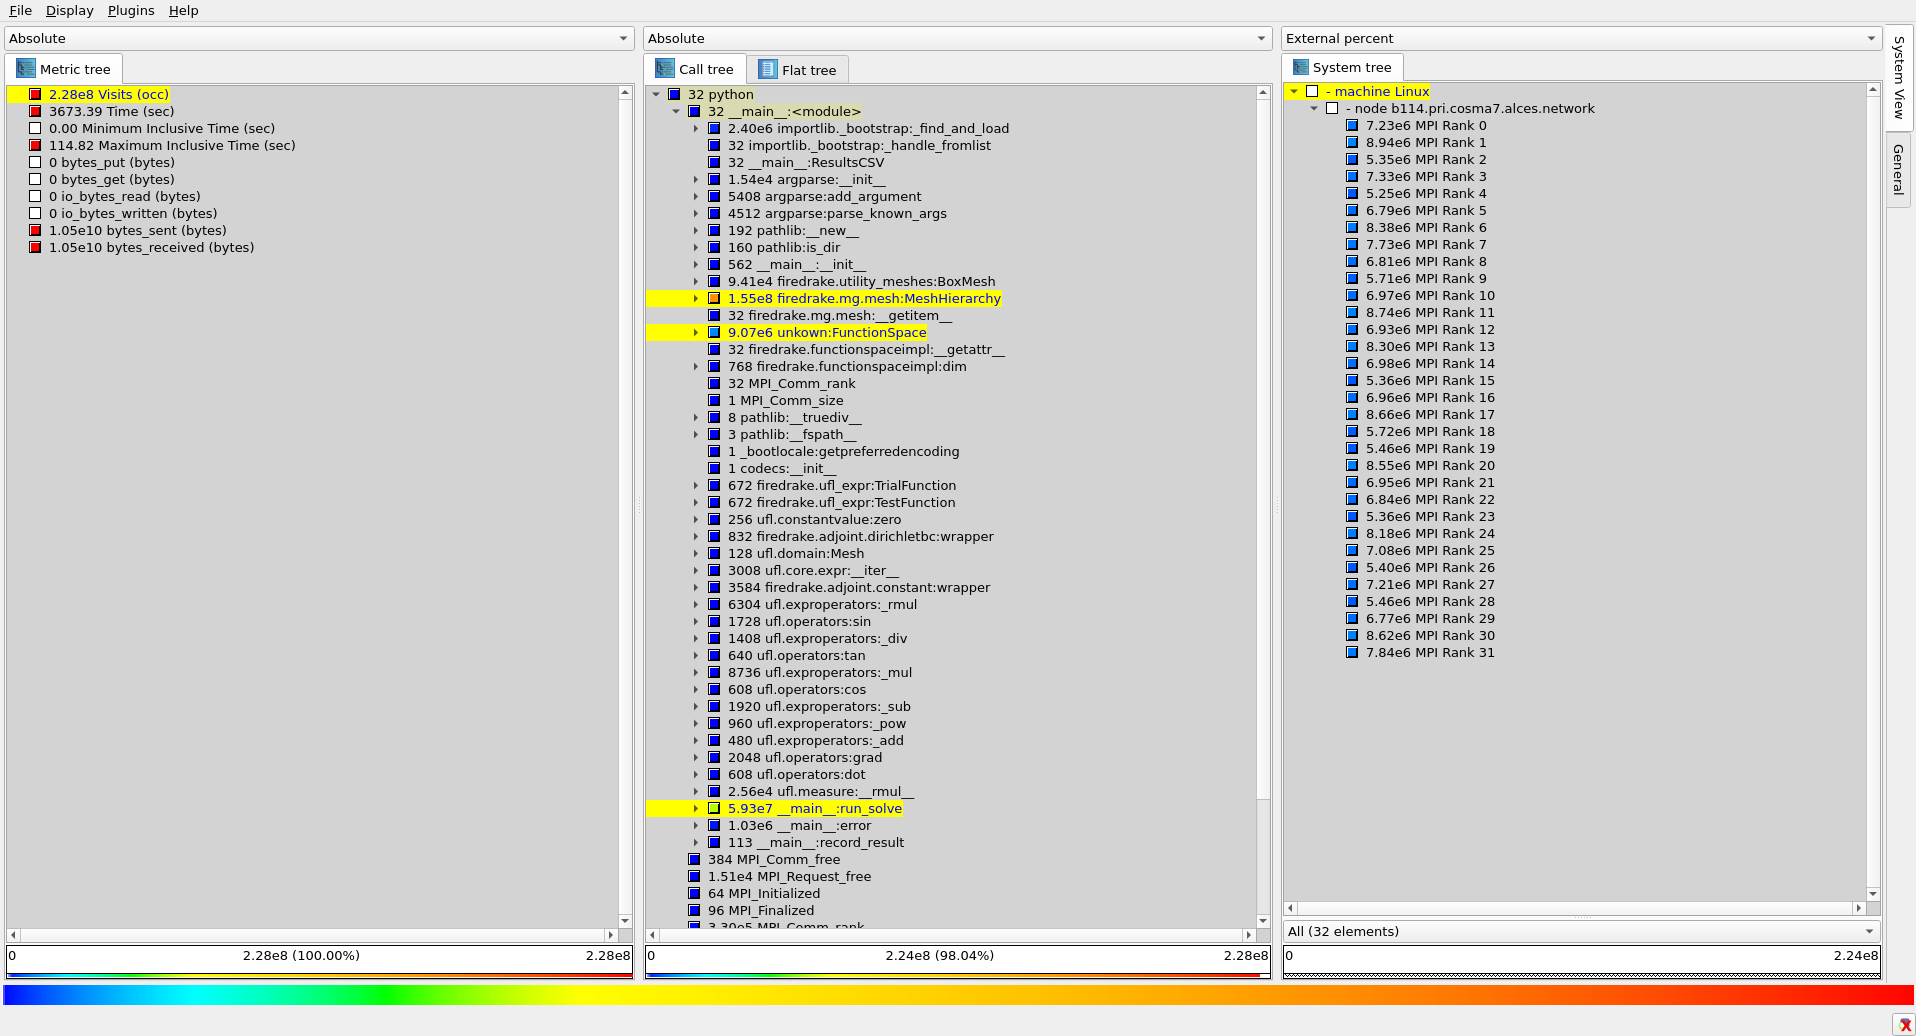 File Display Plugins Help
Absolute
Metric tree
2.28e8 Visits (occ)
3673.39 Time (sec)
0.00 Minimum Inclusive Time (sec)
114.82 Maximum Inclusive Time (sec)
0 bytes_put (bytes)
0 bytes_get (bytes)
0 io_bytes_read (bytes)
0 io_bytes_written (bytes)
1.05e10 bytes_sent (bytes)
1.05e10 bytes_received (bytes)
0 2.28e8 (100.00%) 2.28e8
Absolute
Call tree Flat tree
32 python
32 __main__:<module>
2.40e6 importlib._bootstrap:_find_and_load
32 importlib._bootstrap:_handle_fromlist
32 __main__:ResultsCSV
1.54e4 argparse:__init__
5408 argparse:add_argument
4512 argparse:parse_known_args
192 pathlib:__new__
160 pathlib:is_dir
562 __main__:__init__
9.41e4 firedrake.utility_meshes:BoxMesh
1.55e8 firedrake.mg.mesh:MeshHierarchy
32 firedrake.mg.mesh:__getitem__
9.07e6 unkown:FunctionSpace
32 firedrake.functionspaceimpl:__getattr__
768 firedrake.functionspaceimpl:dim
32 MPI_Comm_rank
1 MPI_Comm_size
8 pathlib:__truediv__
3 pathlib:__fspath__
1 _bootlocale:getpreferredencoding
1 codecs:__init__
672 firedrake.ufl_expr:TrialFunction
672 firedrake.ufl_expr:TestFunction
256 ufl.constantvalue:zero
832 firedrake.adjoint.dirichletbc:wrapper
128 ufl.domain:Mesh
3008 ufl.core.expr:__iter__
3584 firedrake.adjoint.constant:wrapper
6304 ufl.exproperators:_rmul
1728 ufl.operators:sin
1408 ufl.exproperators:_div
640 ufl.operators:tan
8736 ufl.exproperators:_mul
608 ufl.operators:cos
1920 ufl.exproperators:_sub
960 ufl.exproperators:_pow
480 ufl.exproperators:_add
2048 ufl.operators:grad
608 ufl.operators:dot
2.56e4 ufl.measure:__rmul__
5.93e7 __main__:run_solve
1.03e6 __main__:error
113 __main__:record_result
384 MPI_Comm_free
1.51e4 MPI_Request_free
64 MPI_Initialized
96 MPI_Finalized
3.30e5 MPI_Comm_rank
0 2.24e8 (98.04%) 2.28e8
External percent
System tree
- machine Linux
- node b114.pri.cosma7.alces.network
7.23e6 MPI Rank 0
8.94e6 MPI Rank 1
5.35e6 MPI Rank 2
7.33e6 MPI Rank 3
5.25e6 MPI Rank 4
6.79e6 MPI Rank 5
8.38e6 MPI Rank 6
7.73e6 MPI Rank 7
6.81e6 MPI Rank 8
5.71e6 MPI Rank 9
6.97e6 MPI Rank 10
8.74e6 MPI Rank 11
6.93e6 MPI Rank 12
8.30e6 MPI Rank 13
6.98e6 MPI Rank 14
5.36e6 MPI Rank 15
6.96e6 MPI Rank 16
8.66e6 MPI Rank 17
5.72e6 MPI Rank 18
5.46e6 MPI Rank 19
8.55e6 MPI Rank 20
6.95e6 MPI Rank 21
6.84e6 MPI Rank 22
5.36e6 MPI Rank 23
8.18e6 MPI Rank 24
7.08e6 MPI Rank 25
5.40e6 MPI Rank 26
7.21e6 MPI Rank 27
5.46e6 MPI Rank 28
6.77e6 MPI Rank 29
8.62e6 MPI Rank 30
7.84e6 MPI Rank 31
All (32 elements)
0 2.24e8
System View
General